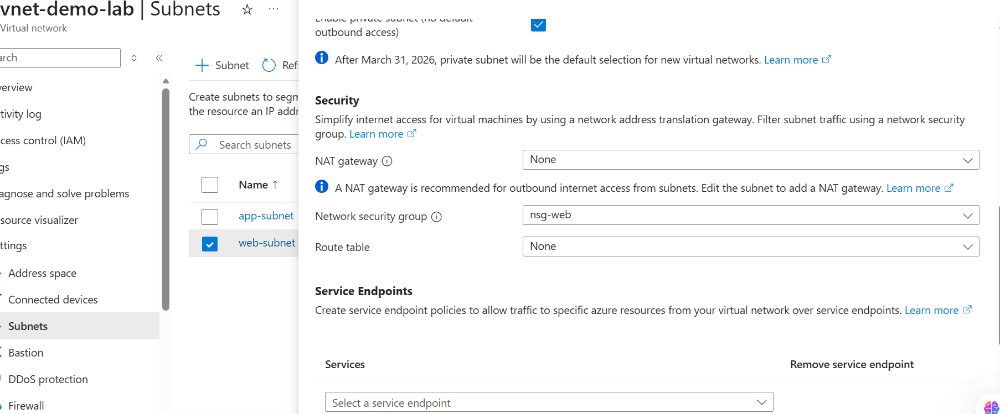 vnet-demo-lab | Subnets
Virtual network
arch
verview
tivity log
ccess control (IAM)
gs
agnose and solve problems
source visualizer
ttings
Address space
Connected devices
Subnets
Bastion
DDoS protection
Firewall
Subnet
Refr
Create subnets to segm
the resource an IP addr
Search subnets
Name ↑
app-subnet
web-subnet
Enable private subnet (no default
outbound access)
After March 31, 2026, private subnet will be the default selection for new virtual networks. Learn more
Security
Simplify internet access for virtual machines by using a network address translation gateway. Filter subnet traffic using a network security
group. Learn more
NAT gateway
None
A NAT gateway is recommended for outbound internet access from subnets. Edit the subnet to add a NAT gateway. Learn more
Network security group
nsg-web
Route table
None
Service Endpoints
Create service endpoint policies to allow traffic to specific azure resources from your virtual network over service endpoints. Learn more
Services
Remove service endpoint
Select a service endpoint